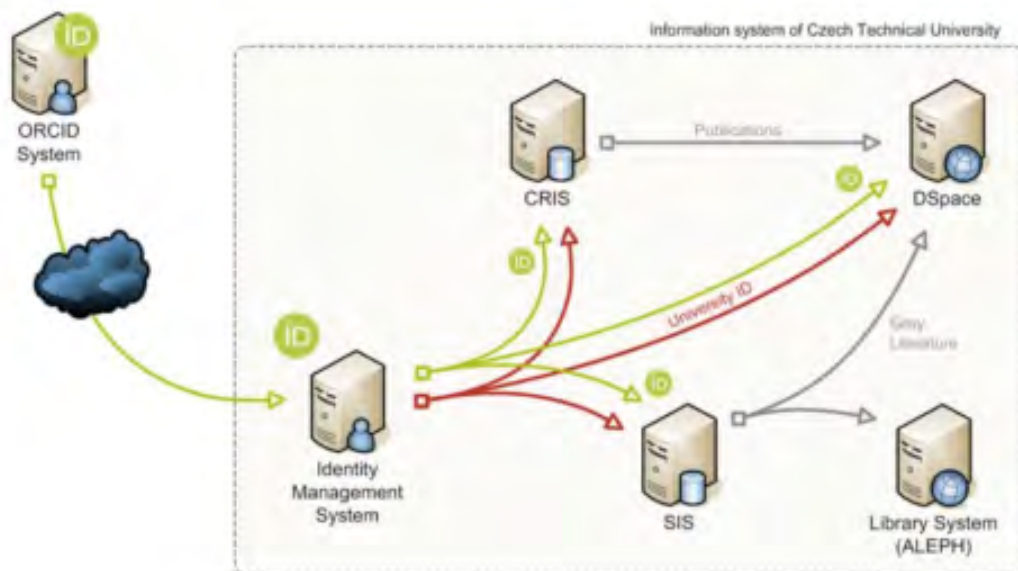 Information system of Czech Technical University
iD
ORCID
System
CRIS
Publications
DSpace
iD
iD
University ID
Grey
Literature
iD
Identity
Management
System
iD
SIS
Library System
(ALEPH)